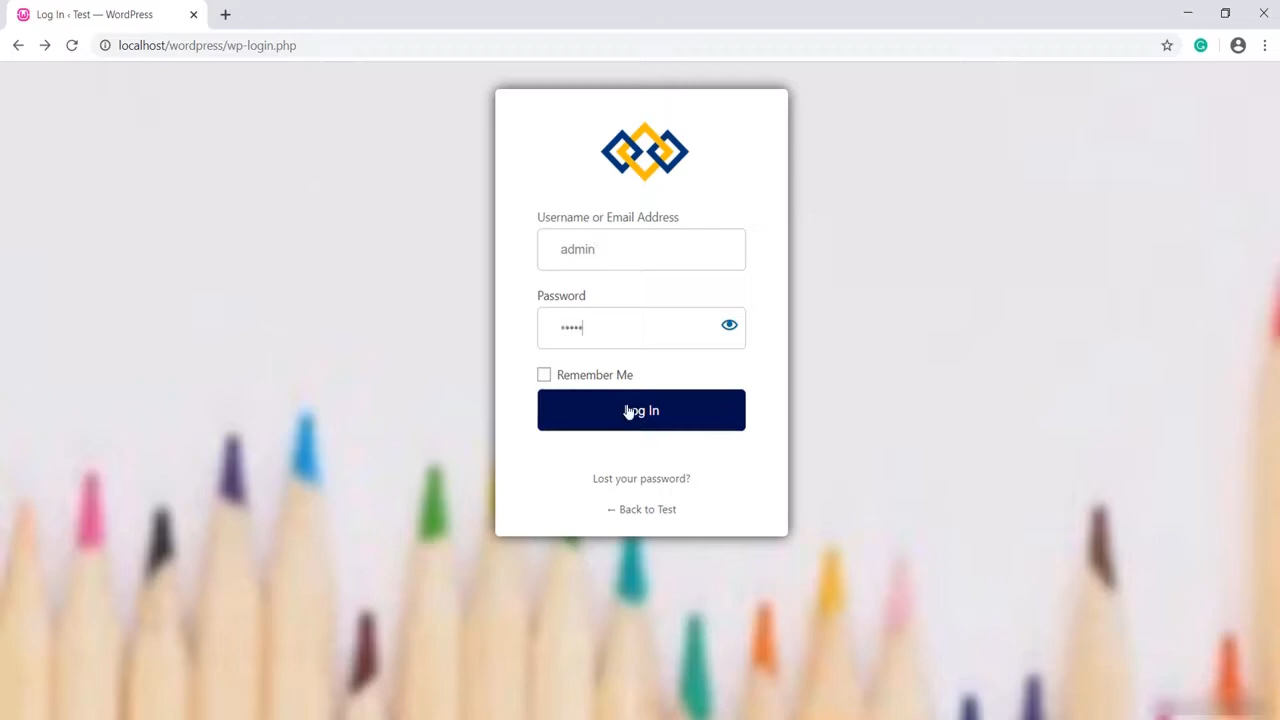 Log In ‹ Test — WordPress
localhost/wordpress/wp-login.php
Username or Email Address
admin
Password
•••••
Remember Me
Log In
Lost your password?
← Back to Test